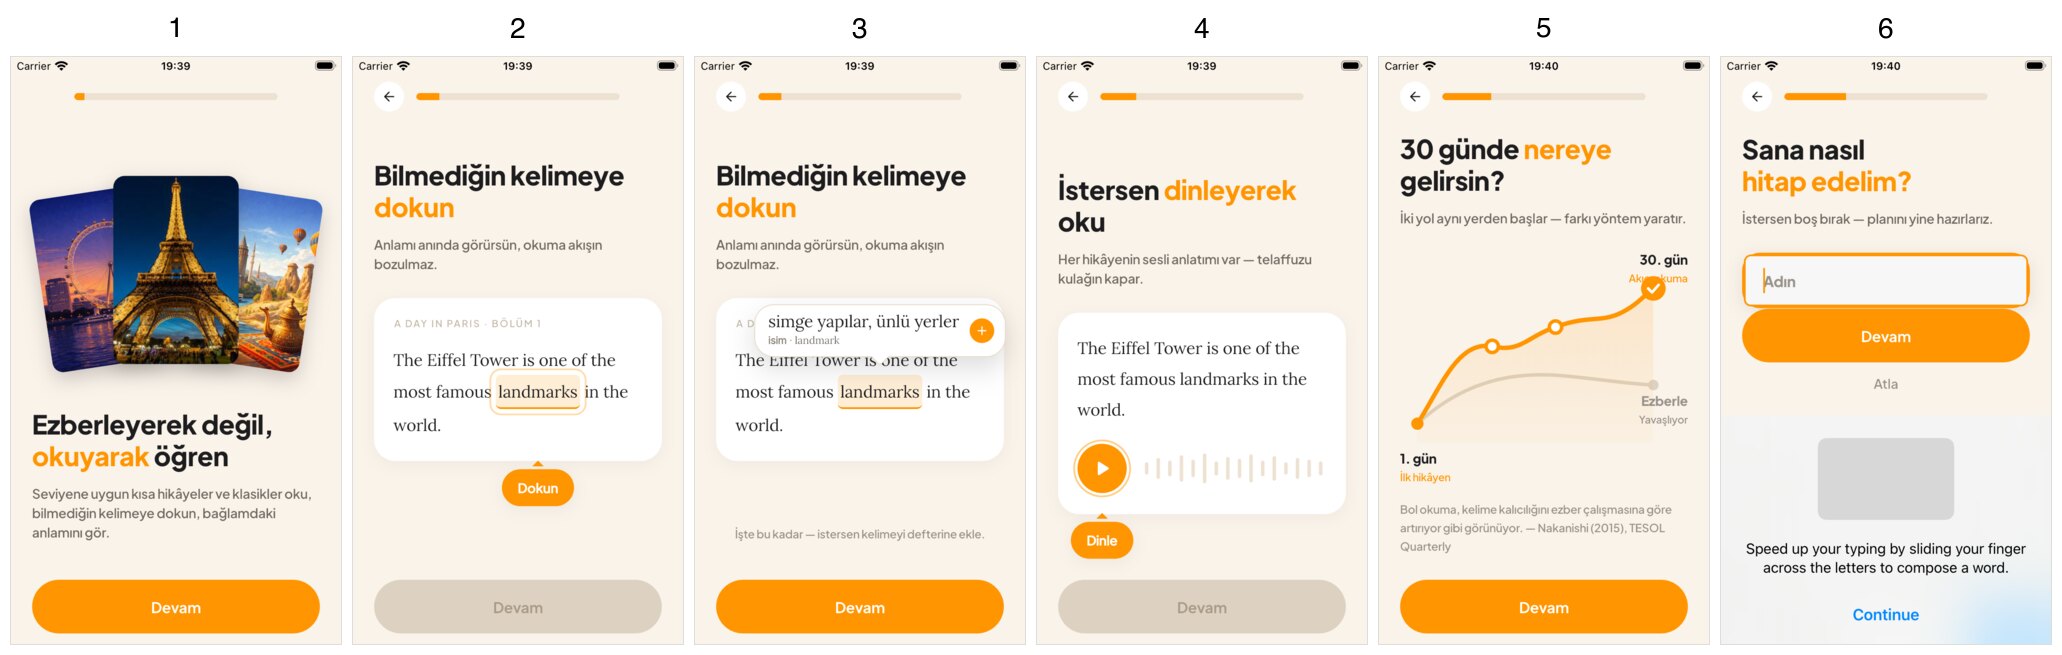 1
Carrier
19:39
Ezberleyerek değil,
okuyarak öğren
Seviyene uygun kısa hikâyeler ve klasikler oku,
bilmediğin kelimeye dokun, bağlamdaki
anlamını gör.
Devam
2
Carrier
19:39
Bilmediğin kelimeye
dokun
Anlamı anında görürsün, okuma akışın
bozulmaz.
A DAY IN PARIS · BÖLÜM 1
The Eiffel Tower is one of the
most famous landmarks in the
world.
Dokun
Devam
3
Carrier
19:39
Bilmediğin kelimeye
dokun
Anlamı anında görürsün, okuma akışın
bozulmaz.
A D
simge yapılar, ünlü yerler
isim · landmark
The Eiffel Tower is one of the
most famous landmarks in the
world.
İşte bu kadar — istersen kelimeyi defterine ekle.
Devam
4
Carrier
19:39
İstersen dinleyerek
oku
Her hikâyenin sesli anlatımı var — telaffuzu
kulağın kapar.
The Eiffel Tower is one of the
most famous landmarks in the
world.
Dinle
Devam
5
Carrier
19:40
30 günde nereye
gelirsin?
İki yol aynı yerden başlar — farkı yöntem yaratır.
30. gün
Ezberle
Yavaşlıyor
1. gün
İlk hikâyen
Bol okuma, kelime kalıcılığını ezber çalışmasına göre
artırıyor gibi görünüyor. — Nakanishi (2015), TESOL
Quarterly
Devam
6
Carrier
19:40
Sana nasıl
hitap edelim?
İstersen boş bırak — planını yine hazırlarız.
Adın
Devam
Atla
Speed up your typing by sliding your finger
across the letters to compose a word.
Continue